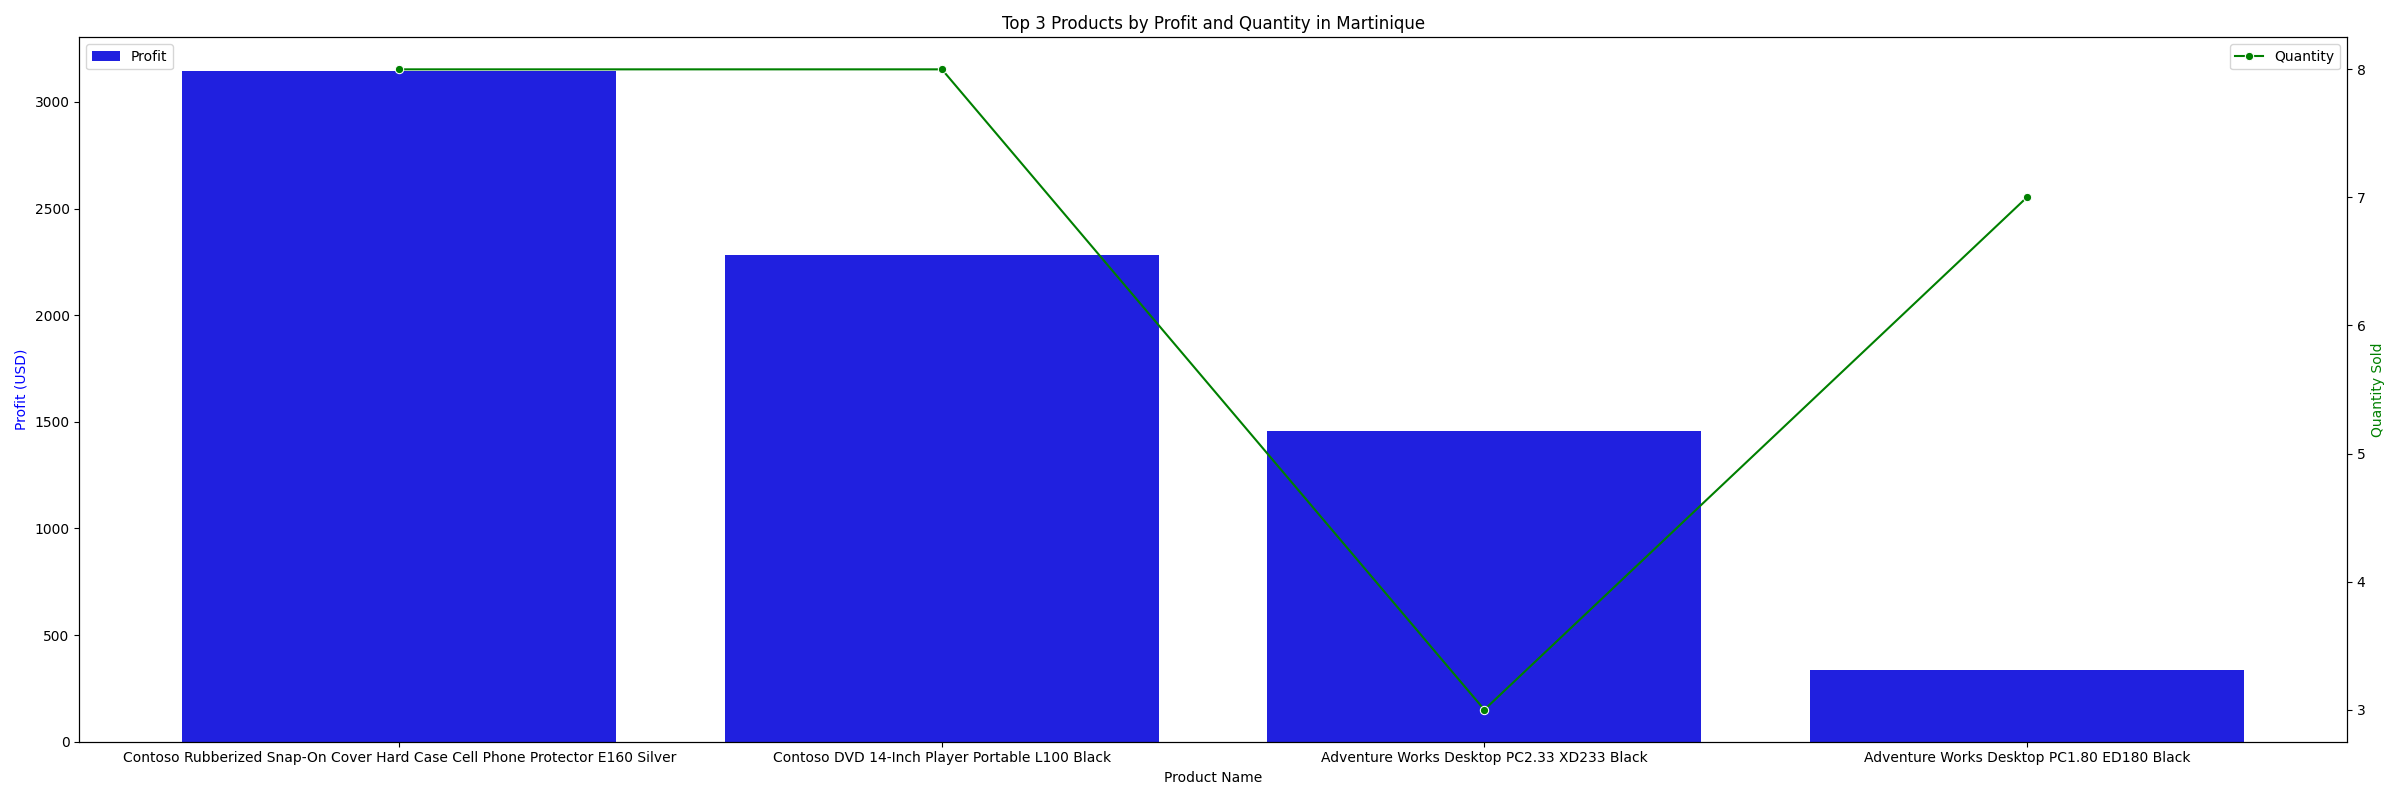 Top 3 Products by Profit and Quantity in Martinique
Profit
Quantity
3000
2500
2000
1500
1000
500
0
Profit (USD)
8
7
6
5
4
3
Quantity Sold
Contoso Rubberized Snap-On Cover Hard Case Cell Phone Protector E160 Silver
Contoso DVD 14-Inch Player Portable L100 Black
Adventure Works Desktop PC2.33 XD233 Black
Adventure Works Desktop PC1.80 ED180 Black
Product Name